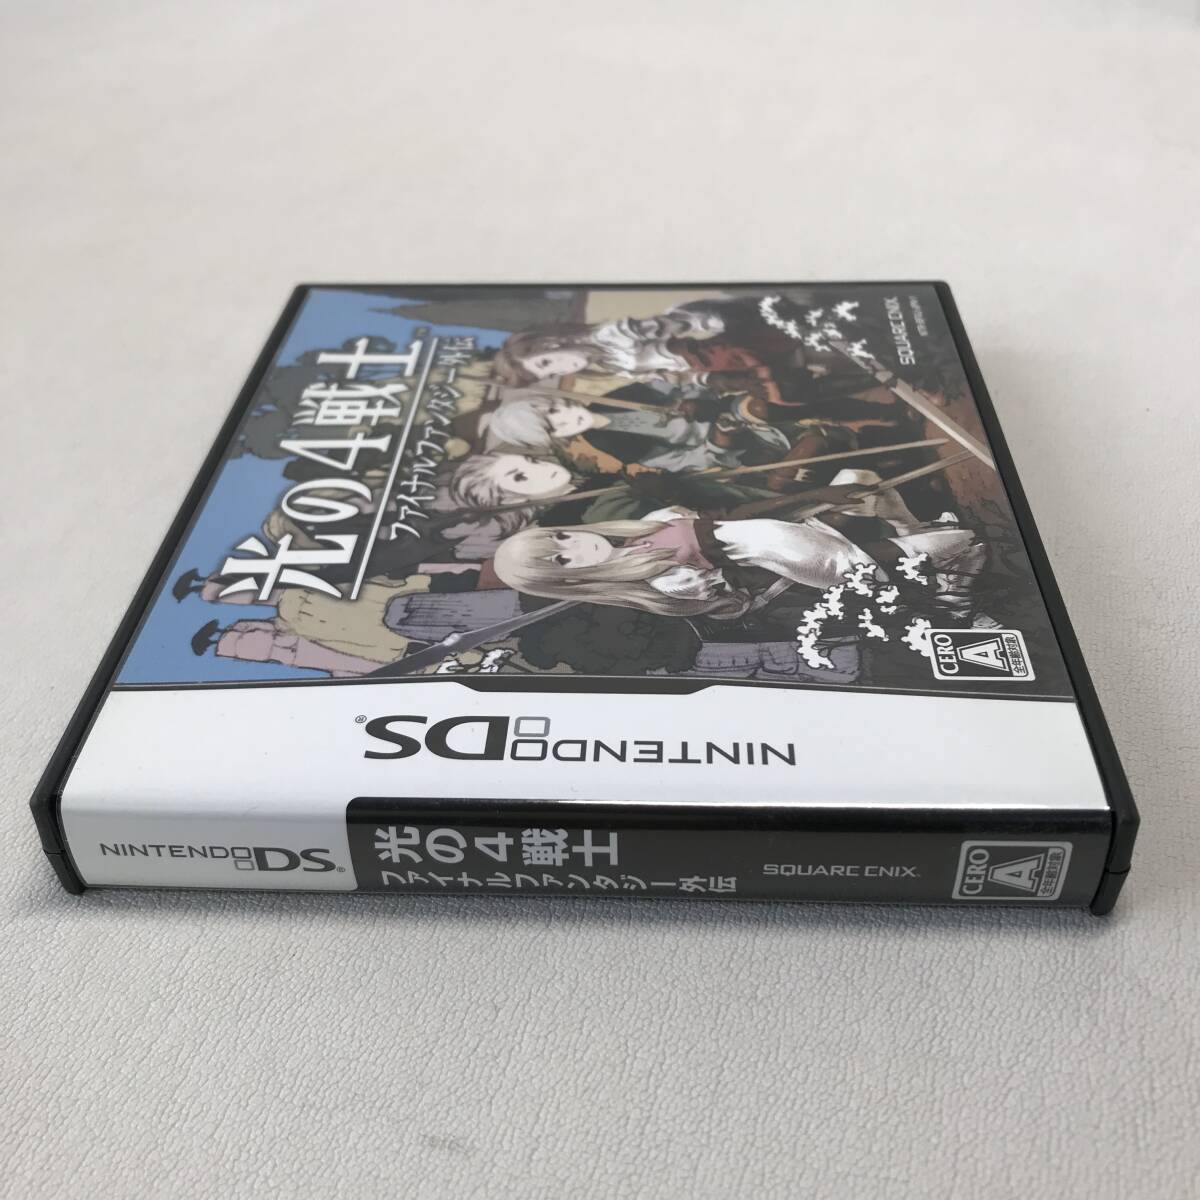 光の4戦士™
ファイナルファンタジー外伝
SQUARE ENIX
CERO
A
全年齢対象
NINTENDO DS®
NINTENDO DS®
光の4戦士
ファイナルファンタジー外伝
SQUARE ENIX.
CERO
A
全年齢対象